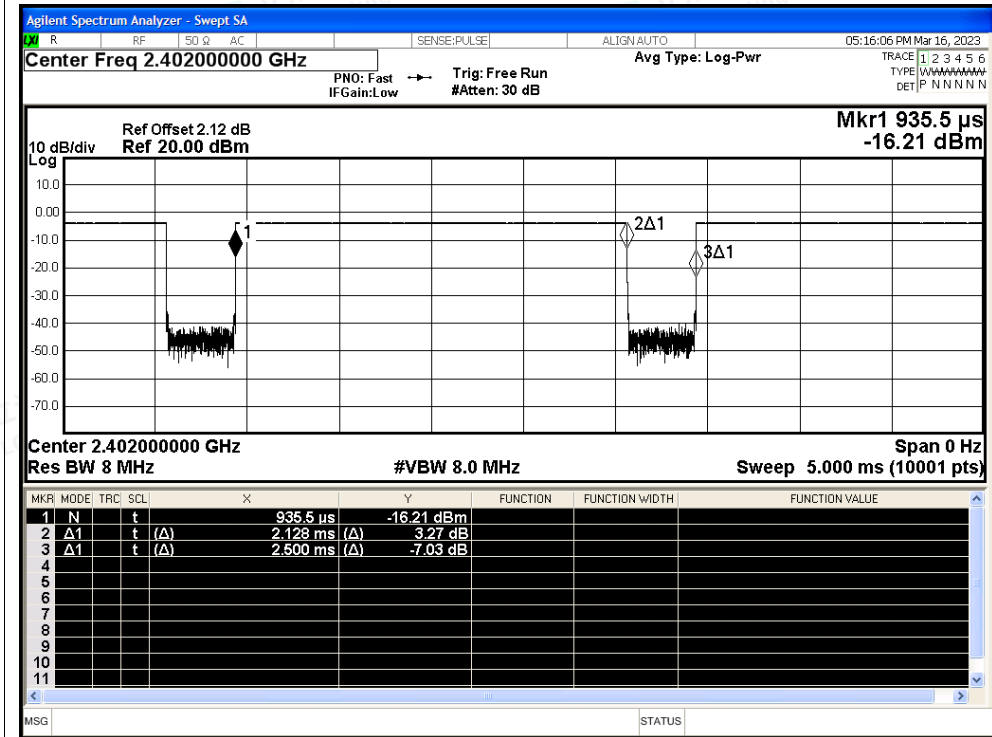 Agilent Spectrum Analyzer - Swept SA
LXI R RF 50 Ω AC SENSE:PULSE ALIGN AUTO 05:16:06 PM Mar 16, 2023
Center Freq 2.402000000 GHz Avg Type: Log-Pwr TRACE 1 2 3 4 5 6
PNO: Fast Trig: Free Run TYPE WWWWWW
IFGain:Low #Atten: 30 dB DET P N N N N N
Mkr1 935.5 µs
Ref Offset 2.12 dB
10 dB/div Ref 20.00 dBm -16.21 dBm
Log
10.0
0.00
1 2Δ1
-10.0
3Δ1
-20.0
-30.0
-40.0
-50.0
-60.0
-70.0
Center 2.402000000 GHz Span 0 Hz
Res BW 8 MHz #VBW 8.0 MHz Sweep 5.000 ms (10001 pts)
MKR MODE TRC SCL X Y FUNCTION FUNCTION WIDTH FUNCTION VALUE
1 N t 935.5 µs -16.21 dBm
2 Δ1 t (Δ) 2.128 ms (Δ) 3.27 dB
3 Δ1 t (Δ) 2.500 ms (Δ) -7.03 dB
4
5
6
7
8
9
10
11
MSG STATUS